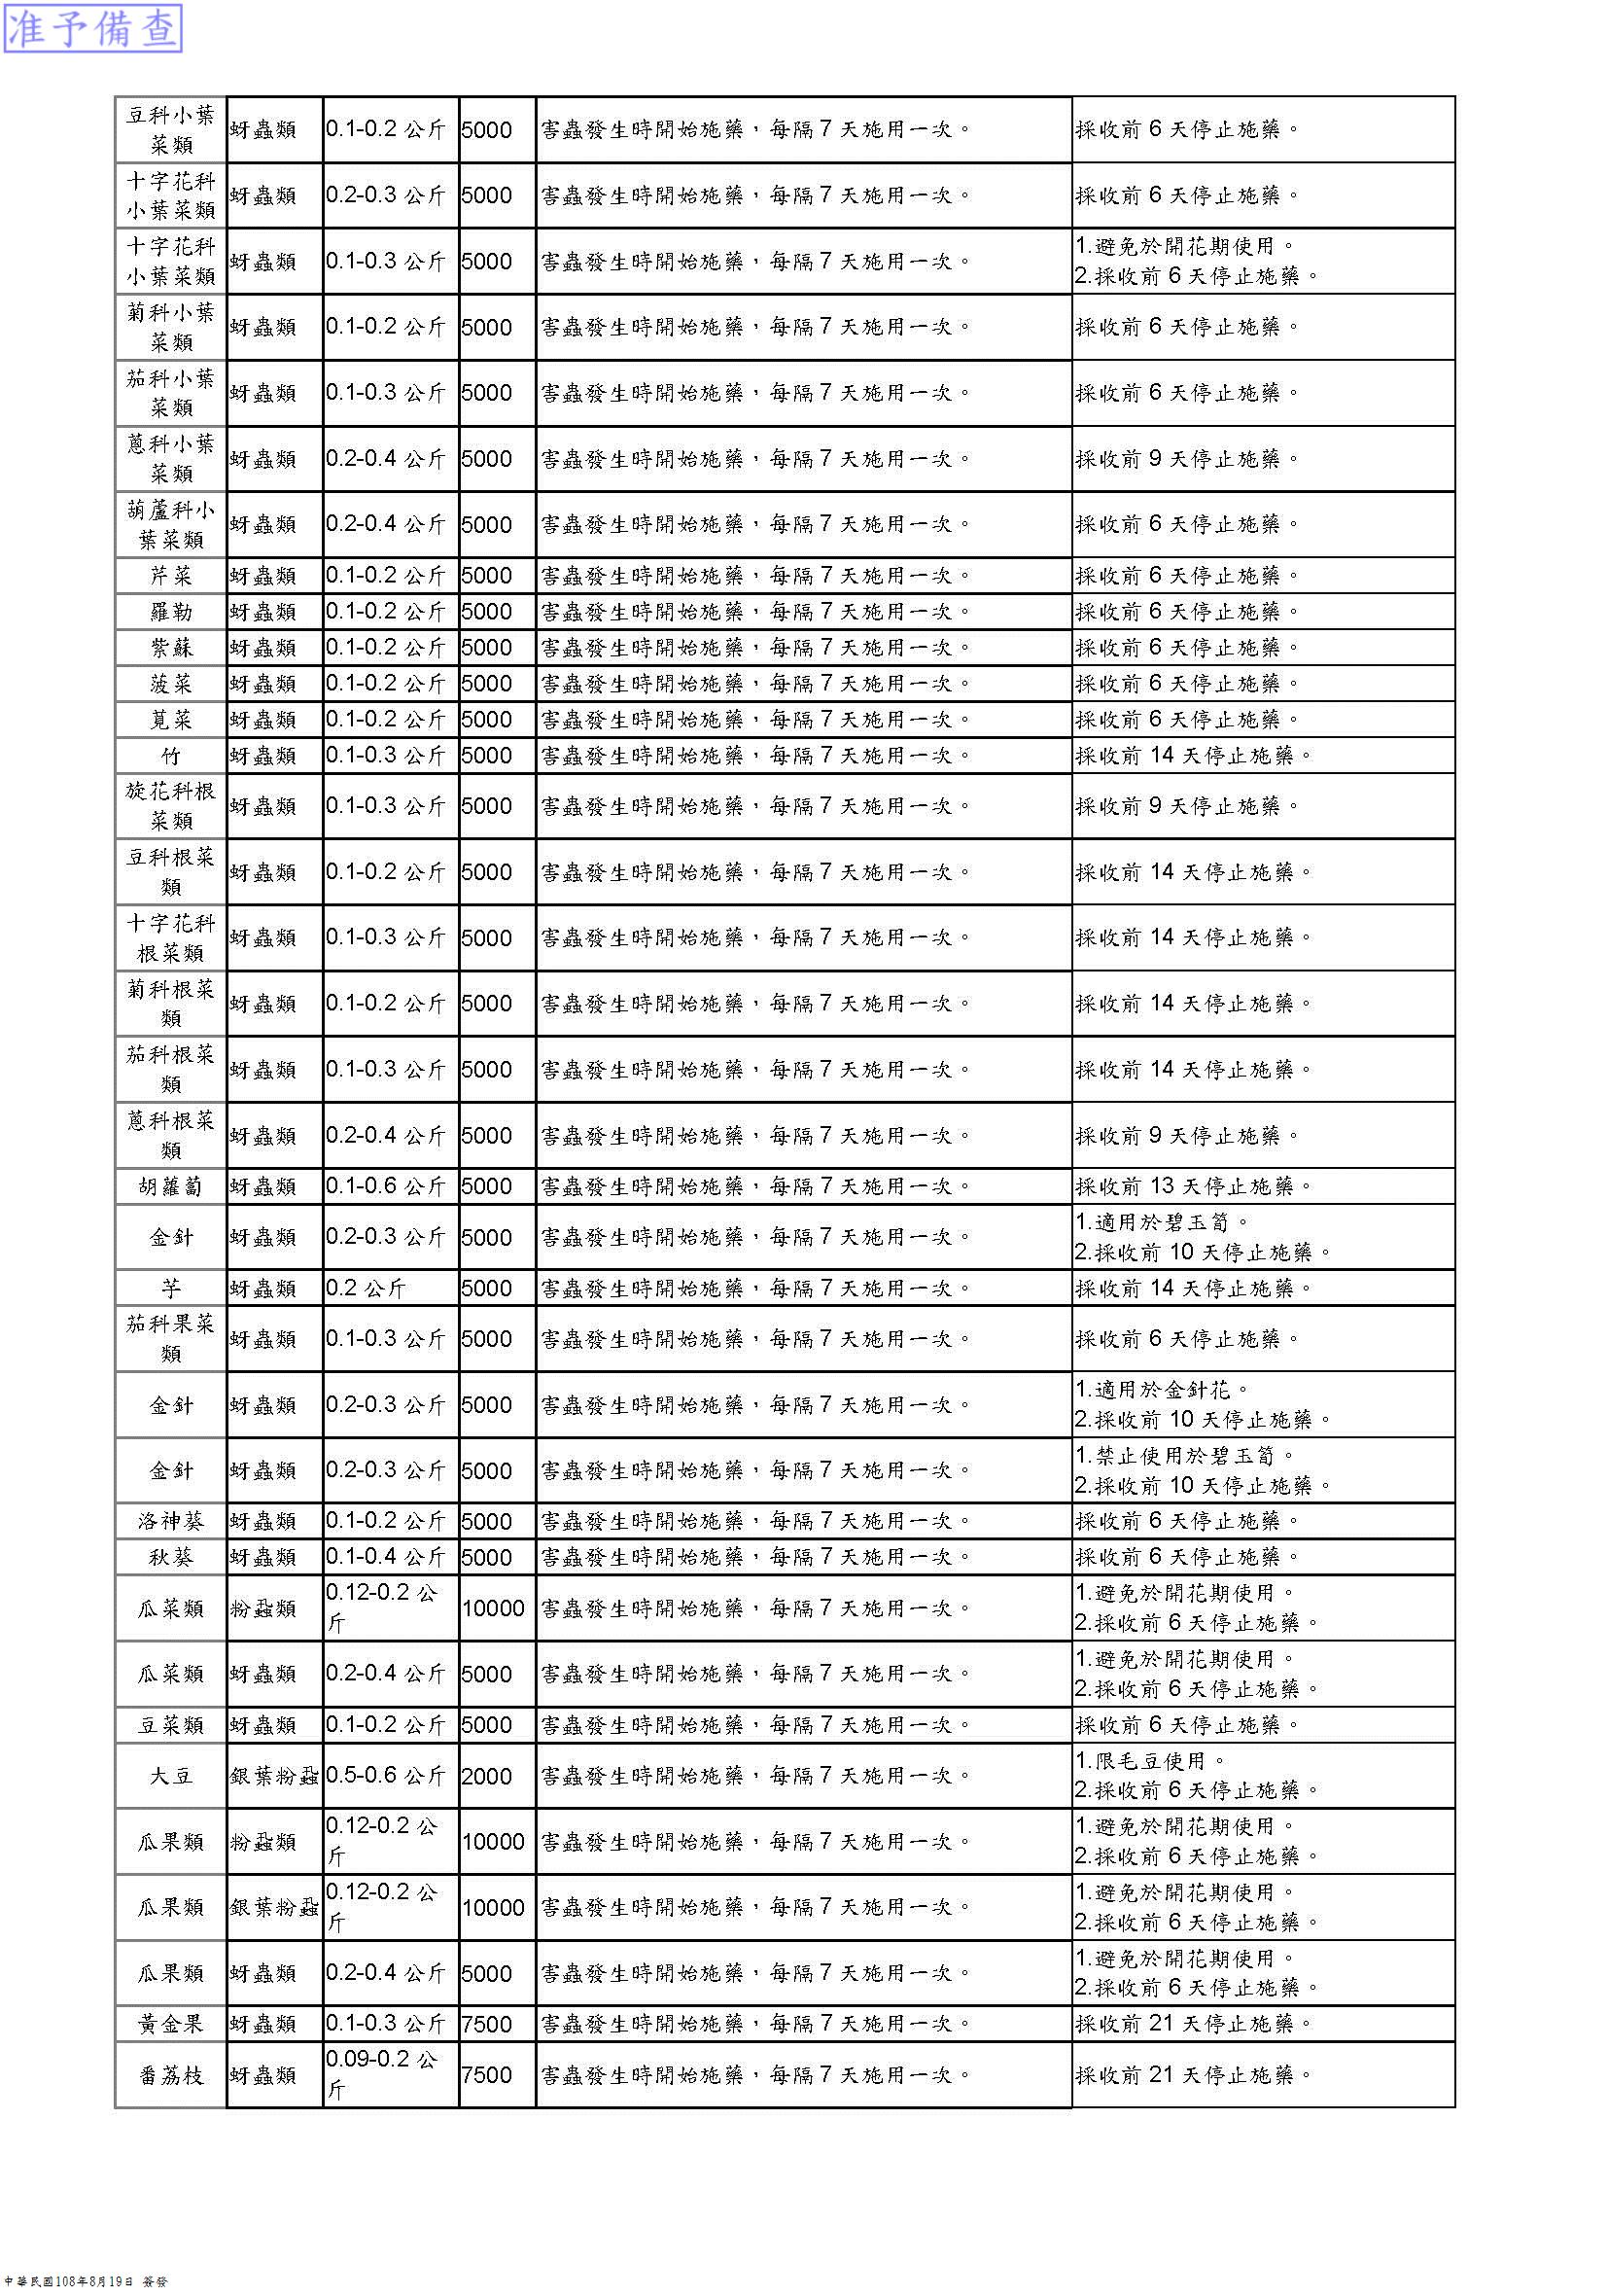 准予備查
豆科小葉
菜類 蚜蟲類 0.1-0.2 公斤 5000 害蟲發生時開始施藥，每隔 7 天施用一次。 採收前 6 天停止施藥。
十字花科
小葉菜類 蚜蟲類 0.2-0.3 公斤 5000 害蟲發生時開始施藥，每隔 7 天施用一次。 採收前 6 天停止施藥。
十字花科
小葉菜類 蚜蟲類 0.1-0.3 公斤 5000 害蟲發生時開始施藥，每隔 7 天施用一次。 1.避免於開花期使用。
2.採收前 6 天停止施藥。
菊科小葉
菜類 蚜蟲類 0.1-0.2 公斤 5000 害蟲發生時開始施藥，每隔 7 天施用一次。 採收前 6 天停止施藥。
茄科小葉
菜類 蚜蟲類 0.1-0.3 公斤 5000 害蟲發生時開始施藥，每隔 7 天施用一次。 採收前 6 天停止施藥。
蔥科小葉
菜類 蚜蟲類 0.2-0.4 公斤 5000 害蟲發生時開始施藥，每隔 7 天施用一次。 採收前 9 天停止施藥。
葫蘆科小
葉菜類 蚜蟲類 0.2-0.4 公斤 5000 害蟲發生時開始施藥，每隔 7 天施用一次。 採收前 6 天停止施藥。
芹菜 蚜蟲類 0.1-0.2 公斤 5000 害蟲發生時開始施藥，每隔 7 天施用一次。 採收前 6 天停止施藥。
羅勒 蚜蟲類 0.1-0.2 公斤 5000 害蟲發生時開始施藥，每隔 7 天施用一次。 採收前 6 天停止施藥。
紫蘇 蚜蟲類 0.1-0.2 公斤 5000 害蟲發生時開始施藥，每隔 7 天施用一次。 採收前 6 天停止施藥。
菠菜 蚜蟲類 0.1-0.2 公斤 5000 害蟲發生時開始施藥，每隔 7 天施用一次。 採收前 6 天停止施藥。
莧菜 蚜蟲類 0.1-0.2 公斤 5000 害蟲發生時開始施藥，每隔 7 天施用一次。 採收前 6 天停止施藥。
竹 蚜蟲類 0.1-0.3 公斤 5000 害蟲發生時開始施藥，每隔 7 天施用一次。 採收前 14 天停止施藥。
旋花科根
菜類 蚜蟲類 0.1-0.3 公斤 5000 害蟲發生時開始施藥，每隔 7 天施用一次。 採收前 9 天停止施藥。
豆科根菜
類 蚜蟲類 0.1-0.2 公斤 5000 害蟲發生時開始施藥，每隔 7 天施用一次。 採收前 14 天停止施藥。
十字花科
根菜類 蚜蟲類 0.1-0.3 公斤 5000 害蟲發生時開始施藥，每隔 7 天施用一次。 採收前 14 天停止施藥。
菊科根菜
類 蚜蟲類 0.1-0.2 公斤 5000 害蟲發生時開始施藥，每隔 7 天施用一次。 採收前 14 天停止施藥。
茄科根菜
類 蚜蟲類 0.1-0.3 公斤 5000 害蟲發生時開始施藥，每隔 7 天施用一次。 採收前 14 天停止施藥。
蔥科根菜
類 蚜蟲類 0.2-0.4 公斤 5000 害蟲發生時開始施藥，每隔 7 天施用一次。 採收前 9 天停止施藥。
胡蘿蔔 蚜蟲類 0.1-0.6 公斤 5000 害蟲發生時開始施藥，每隔 7 天施用一次。 採收前 13 天停止施藥。
金針 蚜蟲類 0.2-0.3 公斤 5000 害蟲發生時開始施藥，每隔 7 天施用一次。 1.適用於碧玉筍。
2.採收前 10 天停止施藥。
芋 蚜蟲類 0.2 公斤 5000 害蟲發生時開始施藥，每隔 7 天施用一次。 採收前 14 天停止施藥。
茄科果菜
類 蚜蟲類 0.1-0.3 公斤 5000 害蟲發生時開始施藥，每隔 7 天施用一次。 採收前 6 天停止施藥。
金針 蚜蟲類 0.2-0.3 公斤 5000 害蟲發生時開始施藥，每隔 7 天施用一次。 1.適用於金針花。
2.採收前 10 天停止施藥。
金針 蚜蟲類 0.2-0.3 公斤 5000 害蟲發生時開始施藥，每隔 7 天施用一次。 1.禁止使用於碧玉筍。
2.採收前 10 天停止施藥。
洛神葵 蚜蟲類 0.1-0.2 公斤 5000 害蟲發生時開始施藥，每隔 7 天施用一次。 採收前 6 天停止施藥。
秋葵 蚜蟲類 0.1-0.4 公斤 5000 害蟲發生時開始施藥，每隔 7 天施用一次。 採收前 6 天停止施藥。
瓜菜類 粉蝨類 0.12-0.2 公
斤 10000 害蟲發生時開始施藥，每隔 7 天施用一次。 1.避免於開花期使用。
2.採收前 6 天停止施藥。
瓜菜類 蚜蟲類 0.2-0.4 公斤 5000 害蟲發生時開始施藥，每隔 7 天施用一次。 1.避免於開花期使用。
2.採收前 6 天停止施藥。
豆菜類 蚜蟲類 0.1-0.2 公斤 5000 害蟲發生時開始施藥，每隔 7 天施用一次。 採收前 6 天停止施藥。
大豆 銀葉粉蝨 0.5-0.6 公斤 2000 害蟲發生時開始施藥，每隔 7 天施用一次。 1.限毛豆使用。
2.採收前 6 天停止施藥。
瓜果類 粉蝨類 0.12-0.2 公
斤 10000 害蟲發生時開始施藥，每隔 7 天施用一次。 1.避免於開花期使用。
2.採收前 6 天停止施藥。
瓜果類 銀葉粉蝨 0.12-0.2 公
斤 10000 害蟲發生時開始施藥，每隔 7 天施用一次。 1.避免於開花期使用。
2.採收前 6 天停止施藥。
瓜果類 蚜蟲類 0.2-0.4 公斤 5000 害蟲發生時開始施藥，每隔 7 天施用一次。 1.避免於開花期使用。
2.採收前 6 天停止施藥。
黃金果 蚜蟲類 0.1-0.3 公斤 7500 害蟲發生時開始施藥，每隔 7 天施用一次。 採收前 21 天停止施藥。
番荔枝 蚜蟲類 0.09-0.2 公
斤 7500 害蟲發生時開始施藥，每隔 7 天施用一次。 採收前 21 天停止施藥。
中華民國108年8月19日 簽發